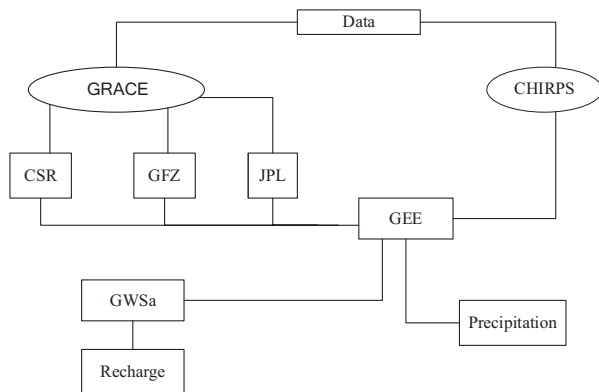 Data
GRACE
CHIRPS
CSR
GFZ
JPL
GEE
GWSa
Precipitation
Recharge